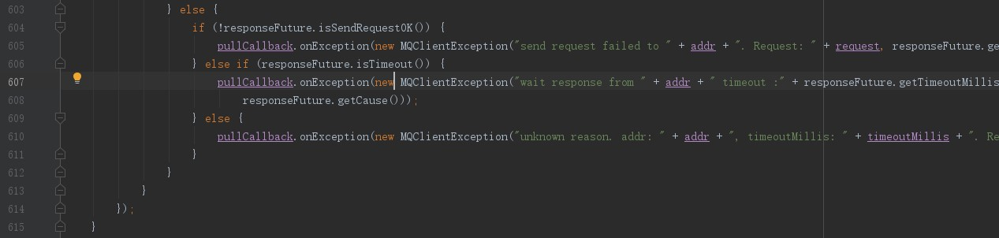 603 } else {
604 if (!responseFuture.isSendRequestOK()) {
605 pullCallback.onException(new MQClientException("send request failed to " + addr + ". Request: " + request, responseFuture.ge
606 } else if (responseFuture.isTimeout()) {
607 pullCallback.onException(new MQClientException("wait response from " + addr + " timeout :" + responseFuture.getTimeoutMillis
608 responseFuture.getCause()));
609 } else {
610 pullCallback.onException(new MQClientException("unknown reason. addr: " + addr + ", timeoutMillis: " + timeoutMillis + ". Re
611 }
612 }
613 }
614 });
615 }